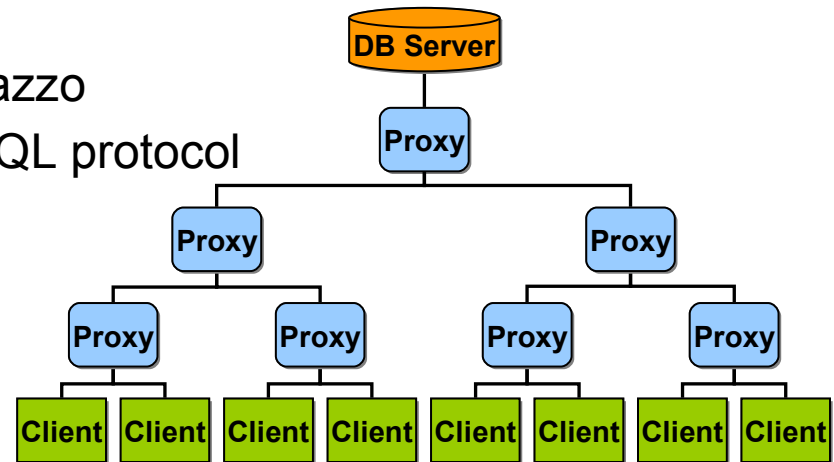 DB Server
azzo
Proxy
QL protocol
Proxy Proxy
Proxy Proxy Proxy Proxy
Client Client Client Client Client Client Client Client